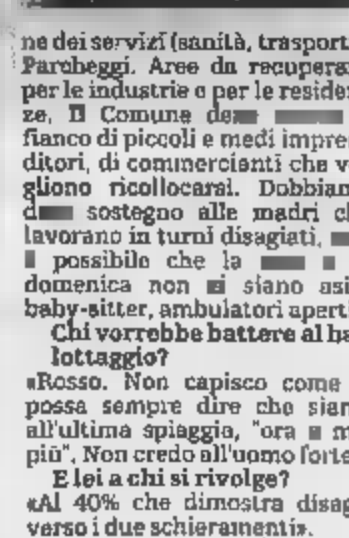 ne dei servizi (sanità, trasport
Parcheggi. Aree da recupera
per le industrie o per le reside
ze, Il Comune de
fianco di piccoli e medi impre
ditori, di commercianti che v
gliono ricollocarsi. Dobbiam
d sostegno alle madri c
lavorano in turni disagiati,
possibile che la
domenica non si siano asi
baby-sitter, ambulatori apert
Chi vorrebbe battere al ba
lottaggio?
«Rosso. Non capisco come
possa sempre dire che sian
all'ultima spiaggia, "ora o m
più". Non credo all'uomo forte
E lei a chi si rivolge?
«Al 40% che dimostra disag
verso i due schieramenti».